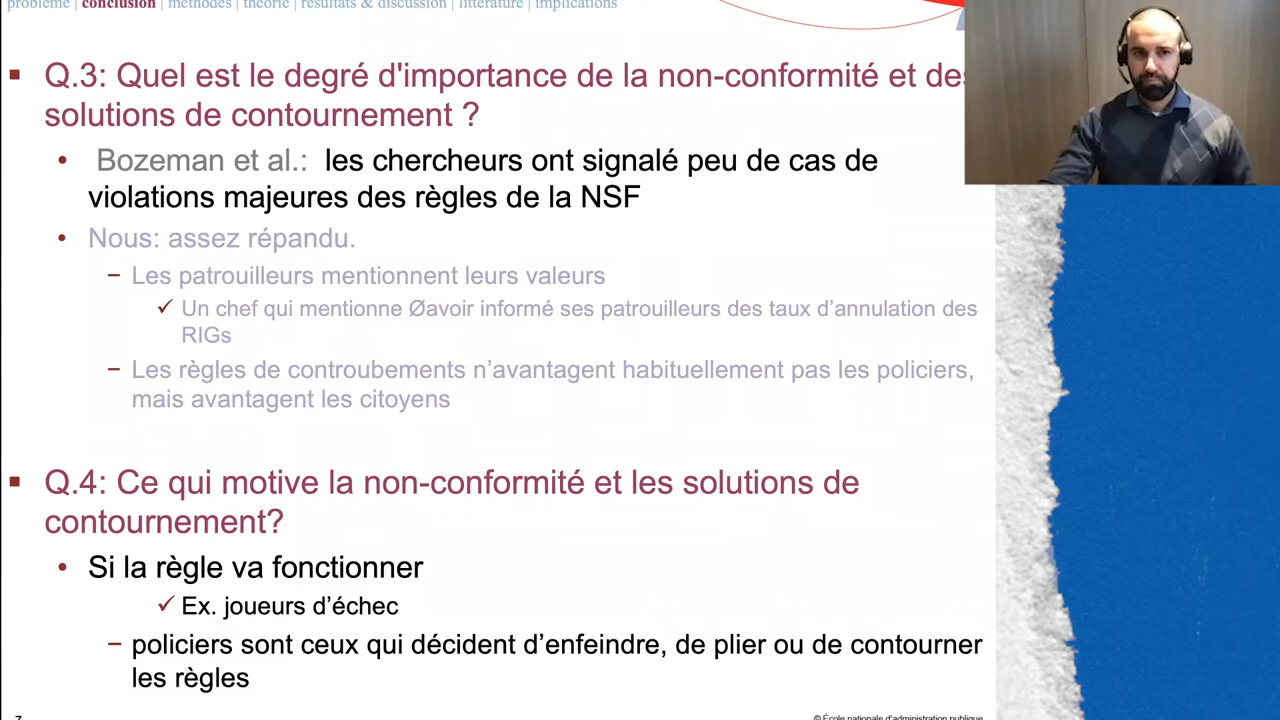 problème | conclusion | méthodes | théorie | résultats & discussion | littérature | implications
Q.3: Quel est le degré d'importance de la non-conformité et des
solutions de contournement ?
Bozeman et al.: les chercheurs ont signalé peu de cas de
violations majeures des règles de la NSF
Nous: assez répandu.
Les patrouilleurs mentionnent leurs valeurs
Un chef qui mentionne Øavoir informé ses patrouilleurs des taux d'annulation des
RIGs
Les règles de controubements n'avantagent habituellement pas les policiers,
mais avantagent les citoyens
Q.4: Ce qui motive la non-conformité et les solutions de
contournement?
Si la règle va fonctionner
Ex. joueurs d'échec
policiers sont ceux qui décident d'enfeindre, de plier ou de contourner
les règles
7
© École nationale d'administration publique